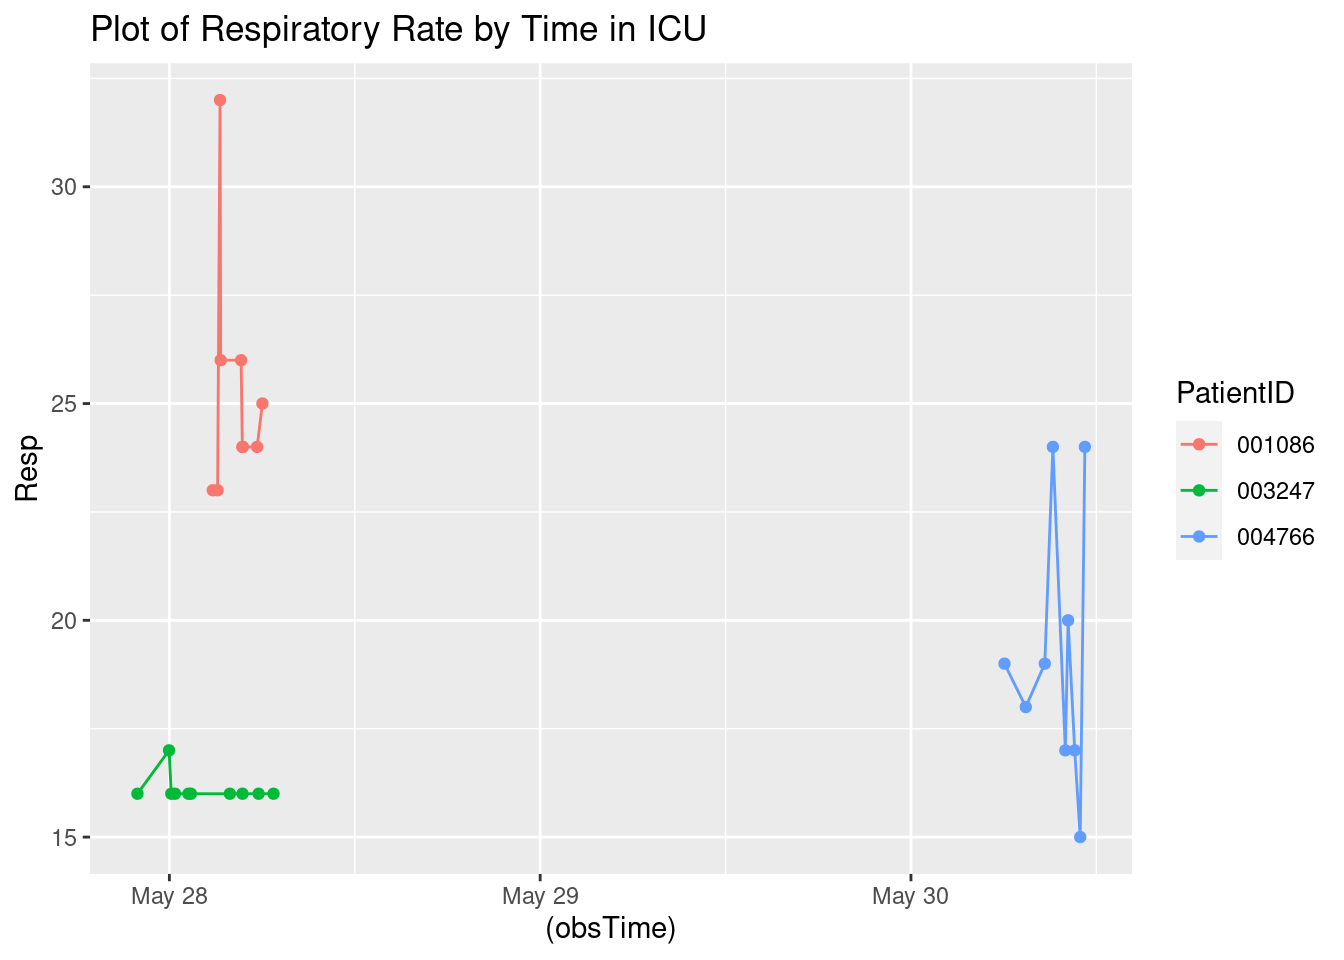 Plot of Respiratory Rate by Time in ICU
30
25
20
15
Resp
May 28
May 29
May 30
(obsTime)
PatientID
001086
003247
004766